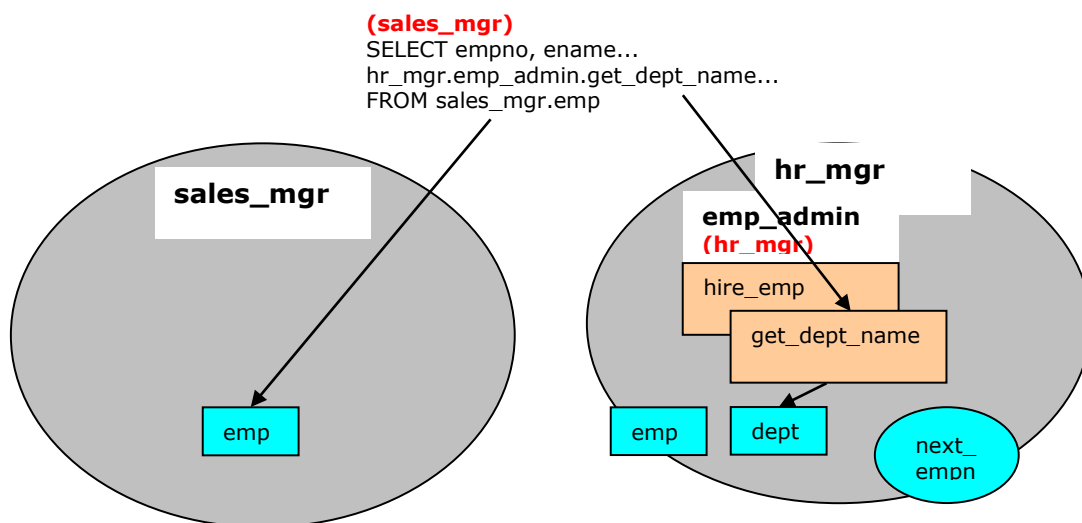 (sales_mgr)
SELECT empno, ename...
hr_mgr.emp_admin.get_dept_name...
FROM sales_mgr.emp
sales_mgr
hr_mgr
emp_admin
(hr_mgr)
hire_emp
get_dept_name
emp
emp
dept
next_
empn